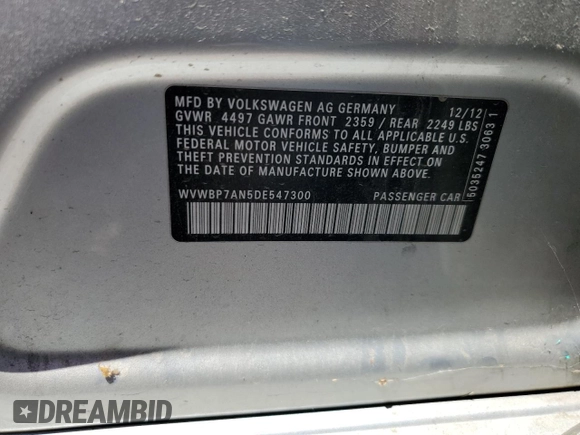 MFD BY VOLKSWAGEN AG GERMANY 12/12
GVWR 4497 GAWR FRONT 2359 / REAR 2249 LBS
THIS VEHICLE CONFORMS TO ALL APPLICABLE U.S.
FEDERAL MOTOR VEHICLE SAFETY, BUMPER AND
THEFT PREVENTION STANDARDS IN EFFECT ON
THE DATE OF MANUFACTURE SHOWN ABOVE.
WVWBP7AN5DE547300 PASSENGER CAR
5035247 3063 1
DREAMBID